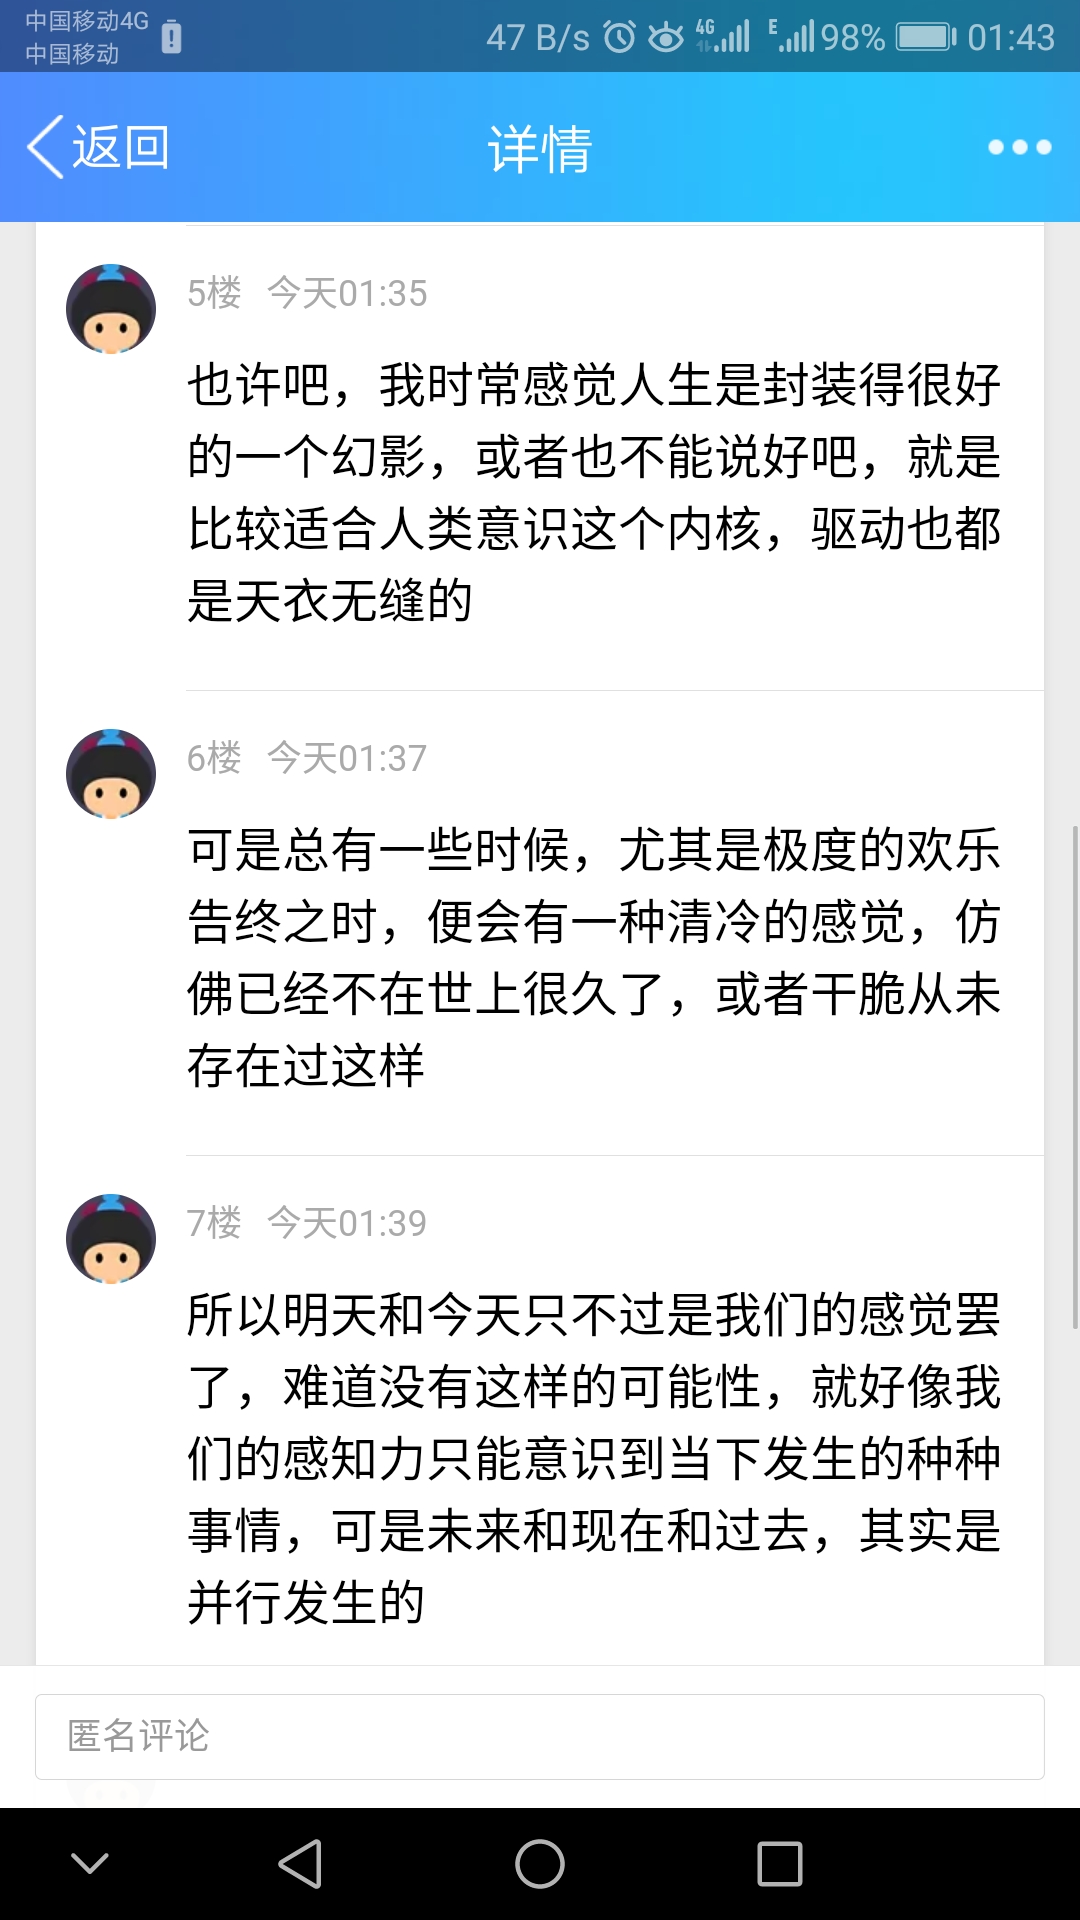 中国移动4G
中国移动
47 B/s 4G E 98% 01:43
返回 详情
5楼 今天01:35
也许吧，我时常感觉人生是封装得很好
的一个幻影，或者也不能说好吧，就是
比较适合人类意识这个内核，驱动也都
是天衣无缝的
6楼 今天01:37
可是总有一些时候，尤其是极度的欢乐
告终之时，便会有一种清冷的感觉，仿
佛已经不在世上很久了，或者干脆从未
存在过这样
7楼 今天01:39
所以明天和今天只不过是我们的感觉罢
了，难道没有这样的可能性，就好像我
们的感知力只能意识到当下发生的种种
事情，可是未来和现在和过去，其实是
并行发生的
匿名评论